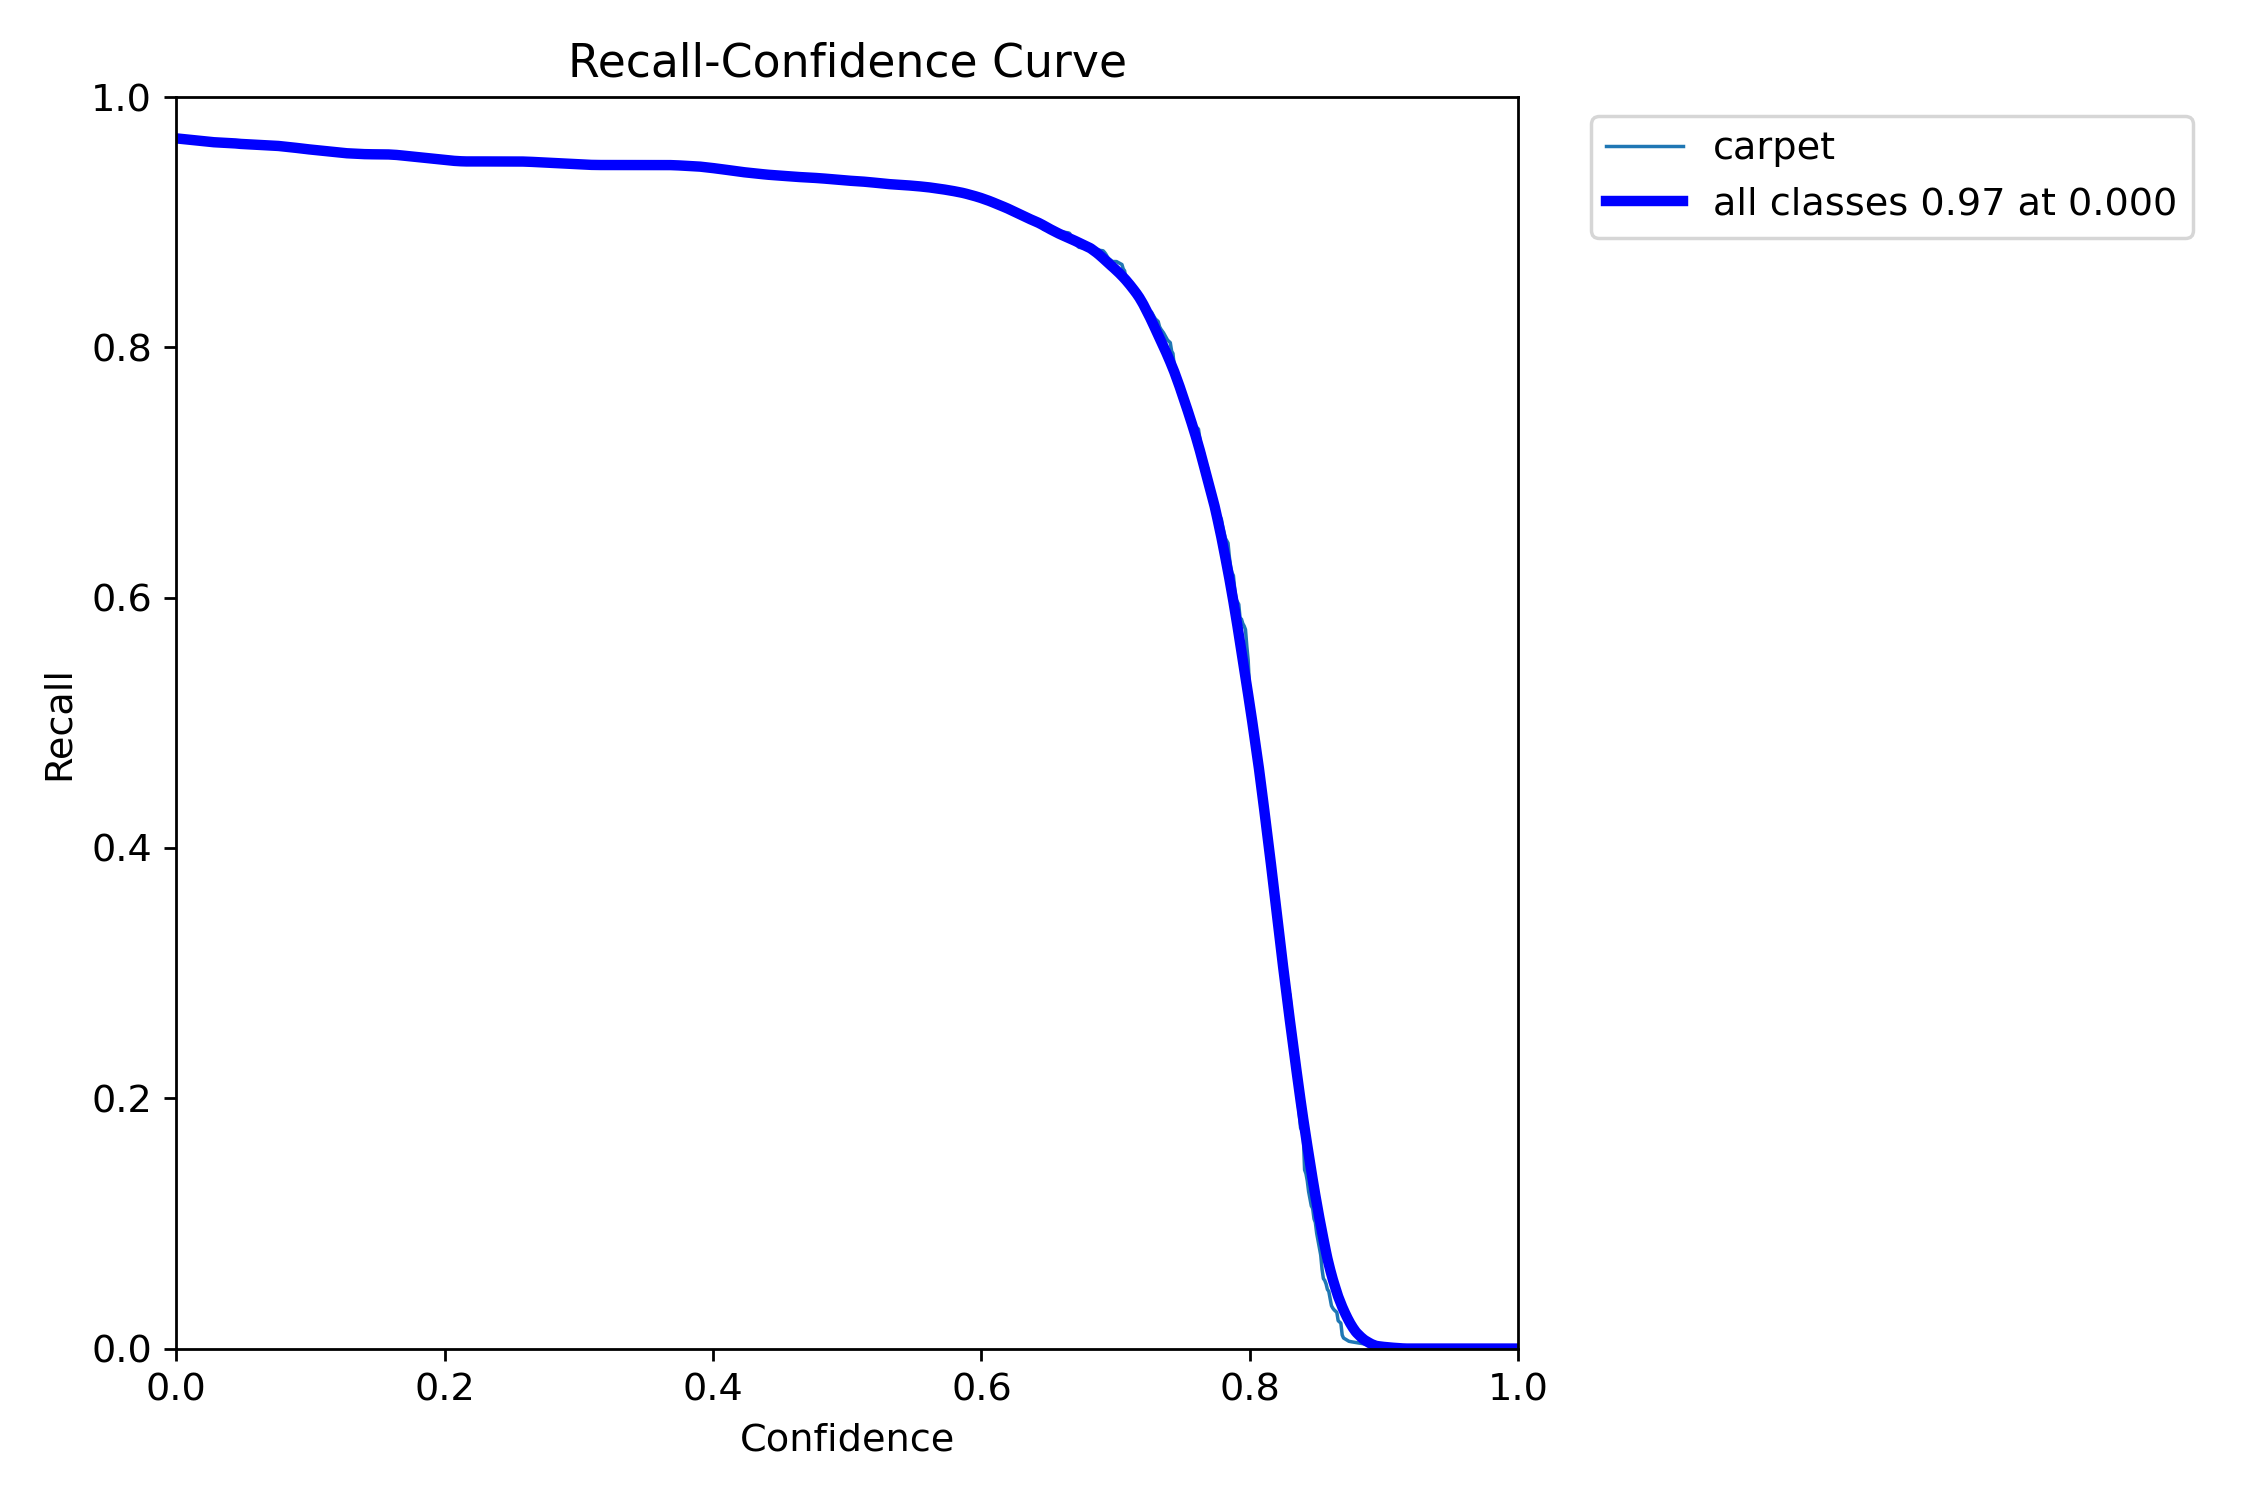 Recall-Confidence Curve
1.0
0.8
0.6
0.4
0.2
0.0
Recall
0.0 0.2 0.4 0.6 0.8 1.0
Confidence
carpet
all classes 0.97 at 0.000